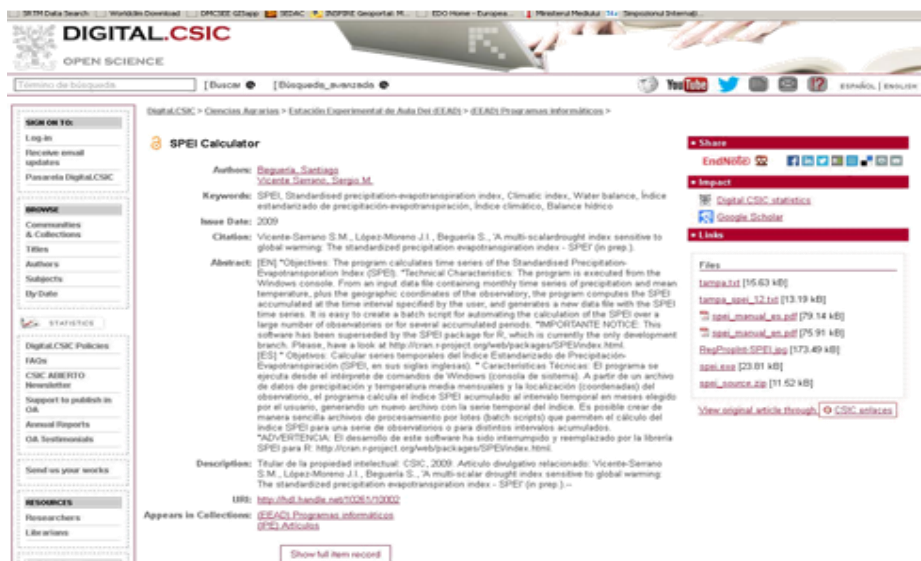 SRTM Data Search
Worldclim Download
DMCSEE GISapp
SEDAC
INSPIRE Geoportal: M...
EDO Home - Europea...
Ministerul Mediului
Simpozionul Internați...
DIGITAL.CSIC
OPEN SCIENCE
Término de búsqueda
[Buscar
[Búsqueda_avanzada
YouTube
ESPAÑOL | ENGLISH
SIGN ON TO:
Log-in
Receive email
updates
Pasarela DigitalCSIC
BROWSE
Communities
& Collections
Titles
Authors
Subjects
By Date
STATISTICS
Digital.CSIC Policies
FAQs
CSIC ABIERTO
Newsletter
Support to publish in
OA
Annual Reports
OA Testimonials
Send us your works
RESOURCES
Researchers
Librarians
Digital.CSIC > Ciencias Agrarias > Estación Experimental de Aula Dei (EEAD) > (EEAD) Programas informáticos >
SPEI Calculator
Authors: Beguería, Santiago
Vicente Serrano, Sergio M.
Keywords: SPEI, Standardised precipitation-evapotranspiration index, Climatic index, Water balance, Índice
estandarizado de precipitación-evapotranspiración, Índice climático, Balance hídrico
Issue Date: 2009
Citation: Vicente-Serrano S.M., López-Moreno J.I., Beguería S., 'A multi-scalardrought index sensitive to
global warming: The standardized precipitation evapotranspiration index - SPEI' (in prep.).
Abstract: [EN] *Objectives: The program calculates time series of the Standardised Precipitation-
Evapotransporation Index (SPEI). *Technical Characteristics: The program is executed from the
Windows console. From an input data file containing monthly time series of precipitation and mean
temperature, plus the geographic coordinates of the observatory, the program computes the SPEI
accumulated at the time interval specified by the user, and generates a new data file with the SPEI
time series. It is easy to create a batch script for automating the calculation of the SPEI over a
large number of observatories or for several accumulated periods. *IMPORTANTE NOTICE: This
software has been superseded by the SPEI package for R, which is currently the only development
branch. Please, have a look at http://cran.r-project.org/web/packages/SPEI/index.html.
[ES] * Objetivos: Calcular series temporales del Índice Estandarizado de Precipitación-
Evapotranspiración (SPEI, en sus siglas inglesas). * Características Técnicas: El programa se
ejecuta desde el intérprete de comandos de Windows (consola de sistema). A partir de un archivo
de datos de precipitación y temperatura media mensuales y la localización (coordenadas) del
observatorio, el programa calcula el índice SPEI acumulado al intervalo temporal en meses elegido
por el usuario, generando un nuevo archivo con la serie temporal del índice. Es posible crear de
manera sencilla archivos de procesamiento por lotes (batch scripts) que permiten el cálculo del
índice SPEI para una serie de observatorios o para distintos intervalos acumulados.
*ADVERTENCIA: El desarrollo de este software ha sido interrumpido y reemplazado por la librería
SPEI para R: http://cran.r-project.org/web/packages/SPEI/index.html.
Description: Titular de la propiedad intelectual: CSIC, 2009. Artículo divulgativo relacionado: Vicente-Serrano
S.M., López-Moreno J.I., Beguería S., 'A multi-scalar drought index sensitive to global warming:
The standardized precipitation evapotranspiration index - SPEI' (in prep.).--
URI: http://hdl.handle.net/10261/10002
Appears in Collections: (EEAD) Programas informáticos
(IPE) Artículos
Show full item record
Share
EndNote
Impact
Digital CSIC statistics
Google Scholar
Links
Files
tampa.txt [15.63 kB]
tampa_spei_12.txt [13.19 kB]
spei_manual_es.pdf [79.14 kB]
spei_manual_en.pdf [75.91 kB]
RegPropInt-SPEI.jpg [173.49 kB]
spei.exe [23.81 kB]
spei_source.zip [11.52 kB]
View original article through CSIC enlaces